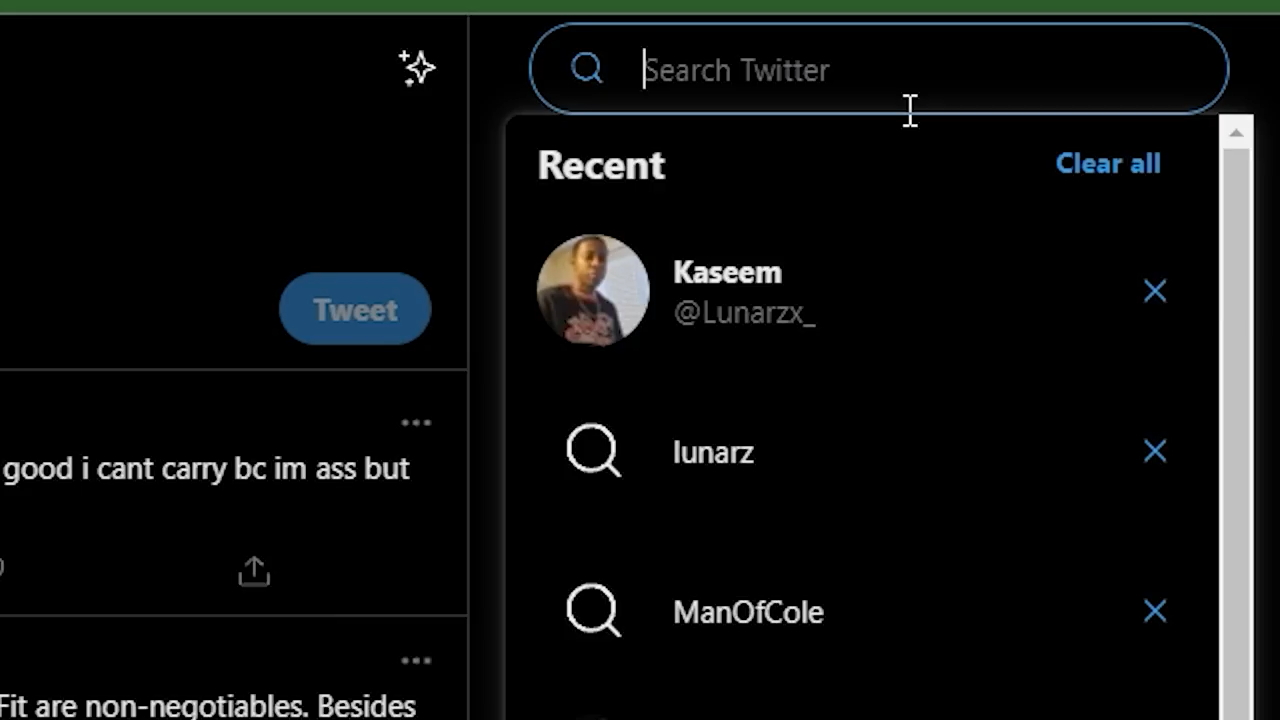 Search Twitter
Recent
Clear all
Kaseem
@Lunarzx_
Tweet
good i cant carry bc im ass but
lunarz
ManOfCole
Fit are non-negotiables. Besides